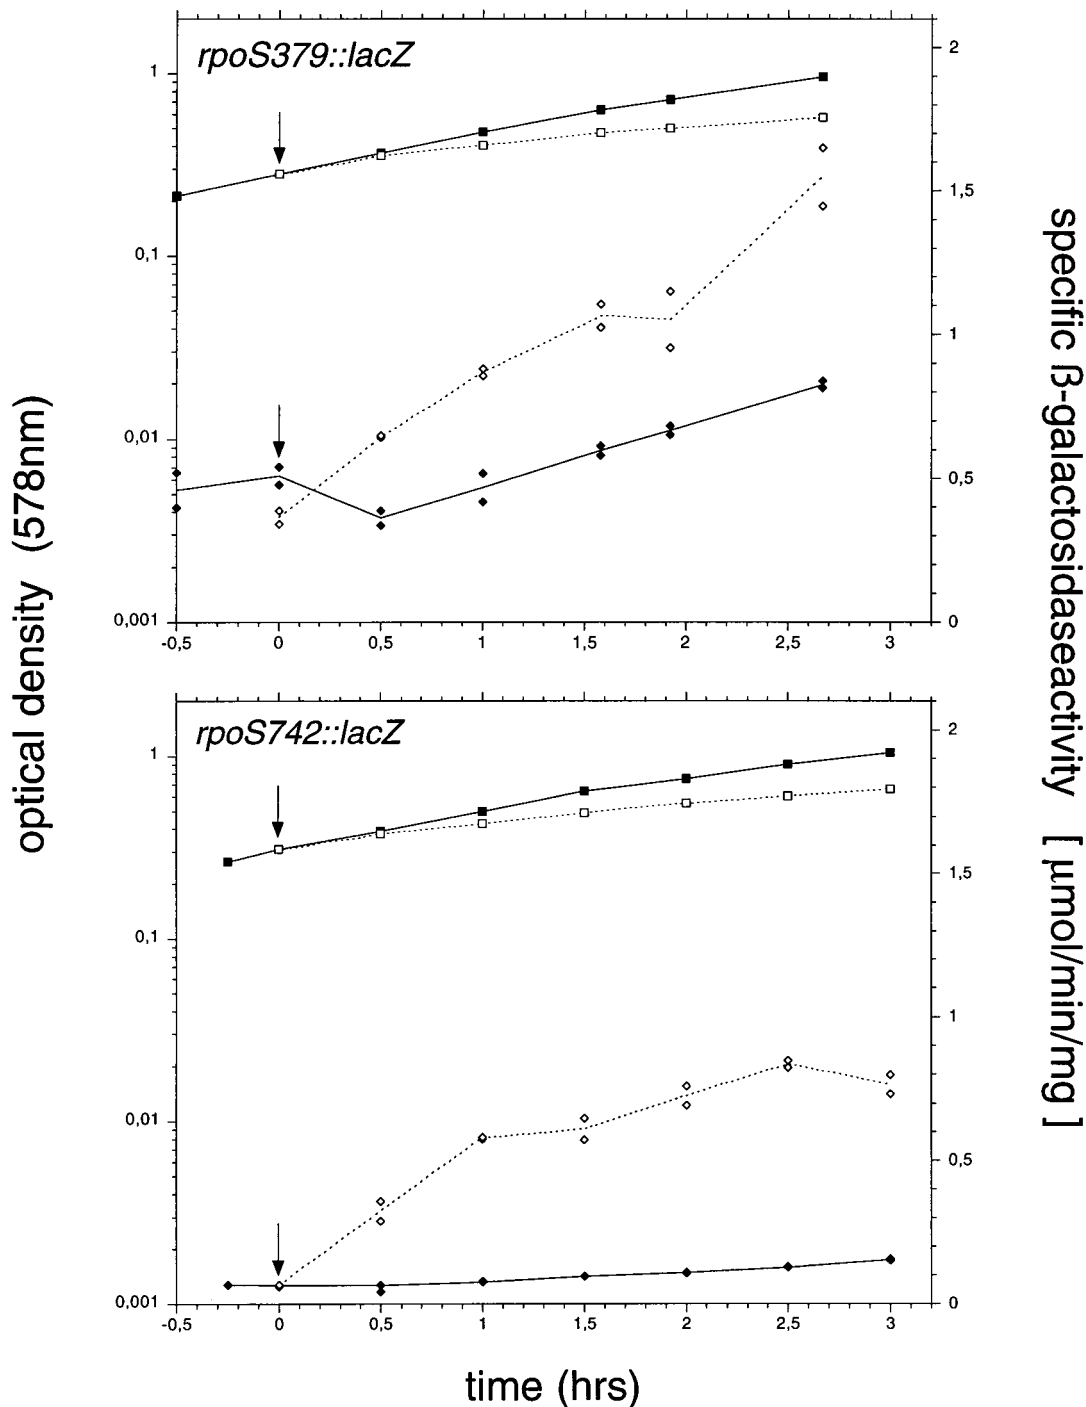 rpoS379::lacZ
1
0,1
0,01
0,001
2
1,5
1
0,5
0
-0,5 0 0,5 1 1,5 2 2,5 3
optical density (578nm)
specific ß-galactosidaseactivity [ µmol/min/mg ]
rpoS742::lacZ
1
0,1
0,01
0,001
2
1,5
1
0,5
0
-0,5 0 0,5 1 1,5 2 2,5 3
time (hrs)